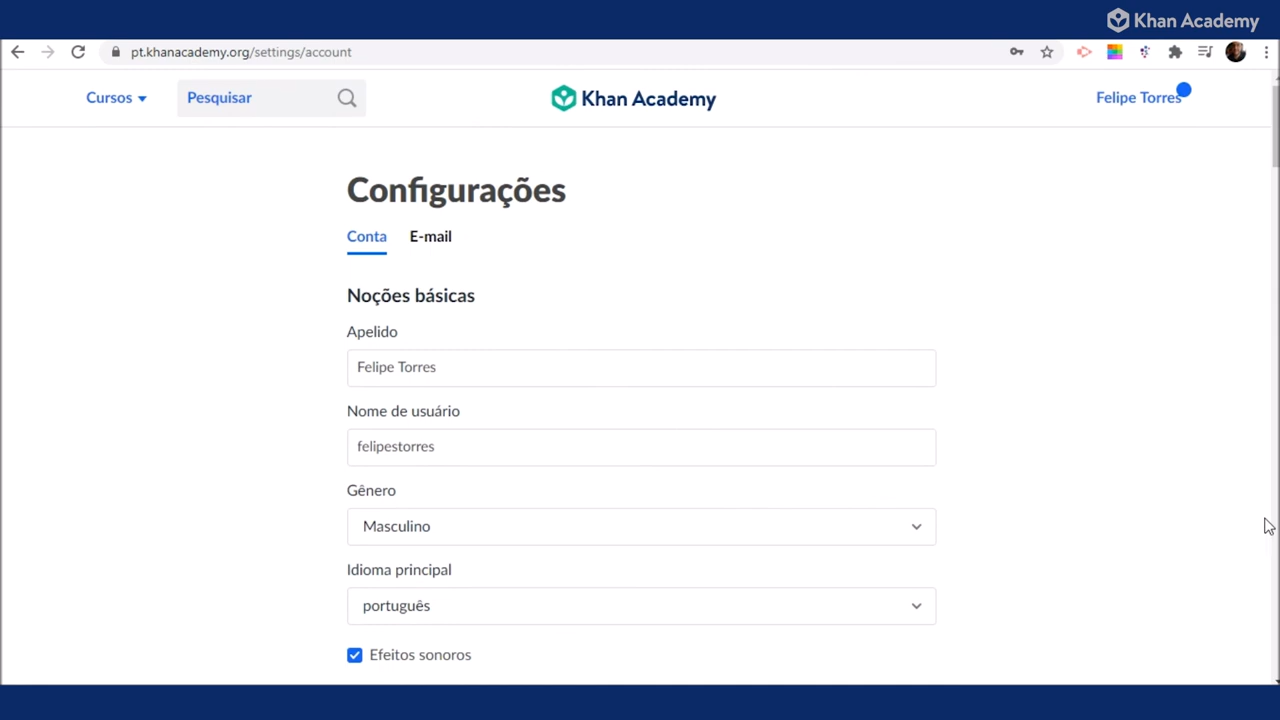 Khan Academy
pt.khanacademy.org/settings/account
Cursos
Pesquisar
Khan Academy
Felipe Torres
Configurações
Conta
E-mail
Noções básicas
Apelido
Felipe Torres
Nome de usuário
felipestorres
Gênero
Masculino
Idioma principal
português
Efeitos sonoros